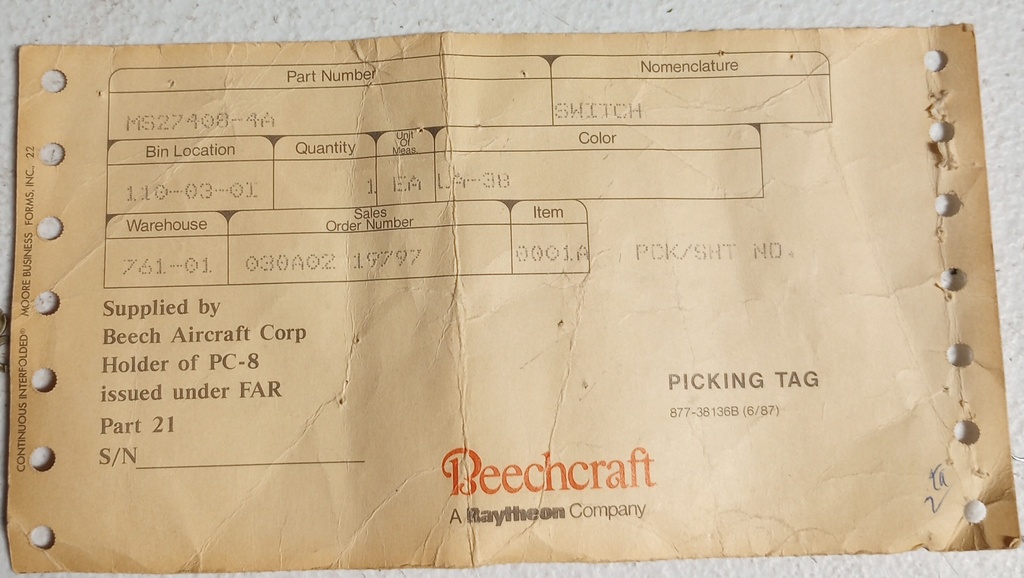 Part Number Nomenclature
MS27408-4A SWITCH
Bin Location Quantity Unit Of Meas. Color
110-03-01 1 EA UA-3B
Warehouse Sales Order Number Item
761-01 030A02 19797 0001A PCK/SHT NO.
Supplied by
Beech Aircraft Corp
Holder of PC-8
issued under FAR
Part 21
S/N
PICKING TAG
877-38136B (6/87)
Beechcraft
A Raytheon Company
CONTINUOUS INTERFOLDED® MOORE BUSINESS FORMS, INC. 22